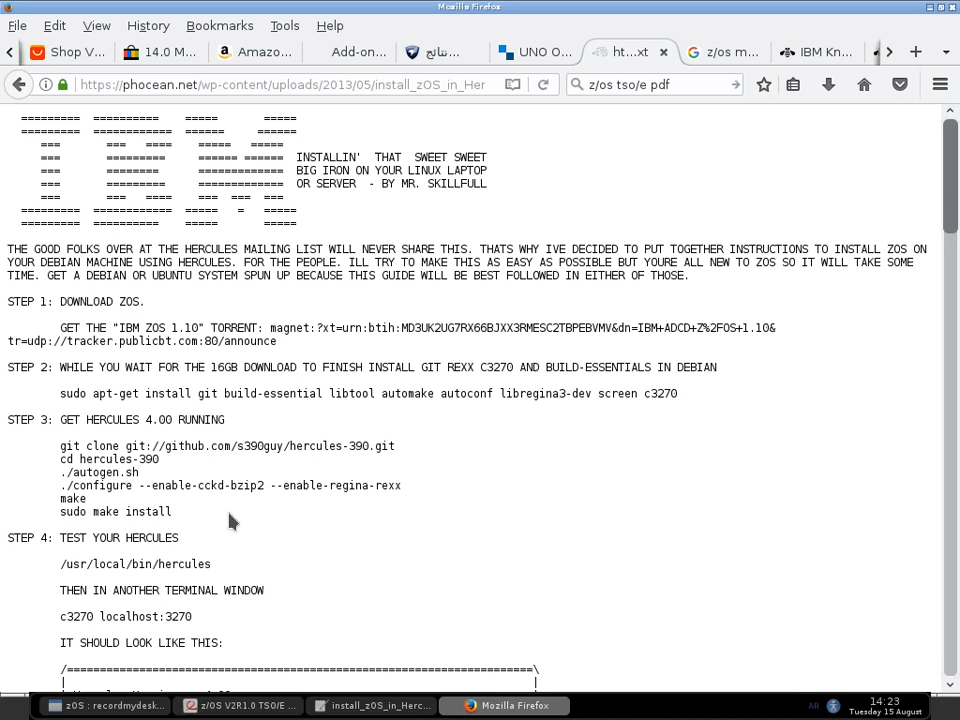 Mozilla Firefox
File Edit View History Bookmarks Tools Help
Shop V... 14.0 M... Amazo... Add-on... نتائج... UNO O... ht...xt z/os m... IBM Kn...
https://phocean.net/wp-content/uploads/2013/05/install_zOS_in_Her z/os tso/e pdf
========= ========== ===== =====
========= ============ ====== ======
=== === ==== ===== =====
=== ========= ====== ====== INSTALLIN' THAT SWEET SWEET
=== ========= ============= BIG IRON ON YOUR LINUX LAPTOP
=== ========= ============= OR SERVER - BY MR. SKILLFULL
=== === ==== === === ===
========= ============ ===== = =====
========= ========== ===== =====
THE GOOD FOLKS OVER AT THE HERCULES MAILING LIST WILL NEVER SHARE THIS. THATS WHY IVE DECIDED TO PUT TOGETHER INSTRUCTIONS TO INSTALL ZOS ON
YOUR DEBIAN MACHINE USING HERCULES. FOR THE PEOPLE. ILL TRY TO MAKE THIS AS EASY AS POSSIBLE BUT YOURE ALL NEW TO ZOS SO IT WILL TAKE SOME
TIME. GET A DEBIAN OR UBUNTU SYSTEM SPUN UP BECAUSE THIS GUIDE WILL BE BEST FOLLOWED IN EITHER OF THOSE.
STEP 1: DOWNLOAD ZOS.
GET THE "IBM ZOS 1.10" TORRENT: magnet:?xt=urn:btih:MD3UK2UG7RX66BJXX3RMESC2TBPEBVMV&dn=IBM+ADCD+Z%2FOS+1.10&
tr=udp://tracker.publicbt.com:80/announce
STEP 2: WHILE YOU WAIT FOR THE 16GB DOWNLOAD TO FINISH INSTALL GIT REXX C3270 AND BUILD-ESSENTIALS IN DEBIAN
sudo apt-get install git build-essential libtool automake autoconf libregina3-dev screen c3270
STEP 3: GET HERCULES 4.00 RUNNING
git clone git://github.com/s390guy/hercules-390.git
cd hercules-390
./autogen.sh
./configure --enable-cckd-bzip2 --enable-regina-rexx
make
sudo make install
STEP 4: TEST YOUR HERCULES
/usr/local/bin/hercules
THEN IN ANOTHER TERMINAL WINDOW
c3270 localhost:3270
IT SHOULD LOOK LIKE THIS:
/=======================================================================\
| |
zOS : recordmydesk... z/OS V2R1.0 TSO/E ... install_zOS_in_Herc... Mozilla Firefox AR 14:23
Tuesday 15 August